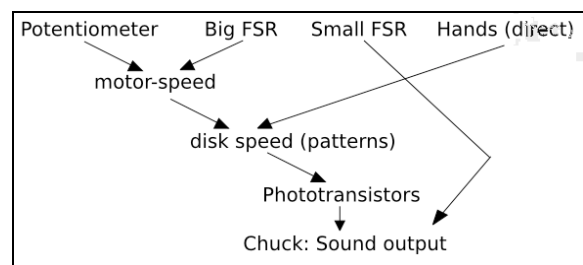 Potentiometer Big FSR Small FSR Hands (direct)
motor-speed
disk speed (patterns)
Phototransistors
Chuck: Sound output